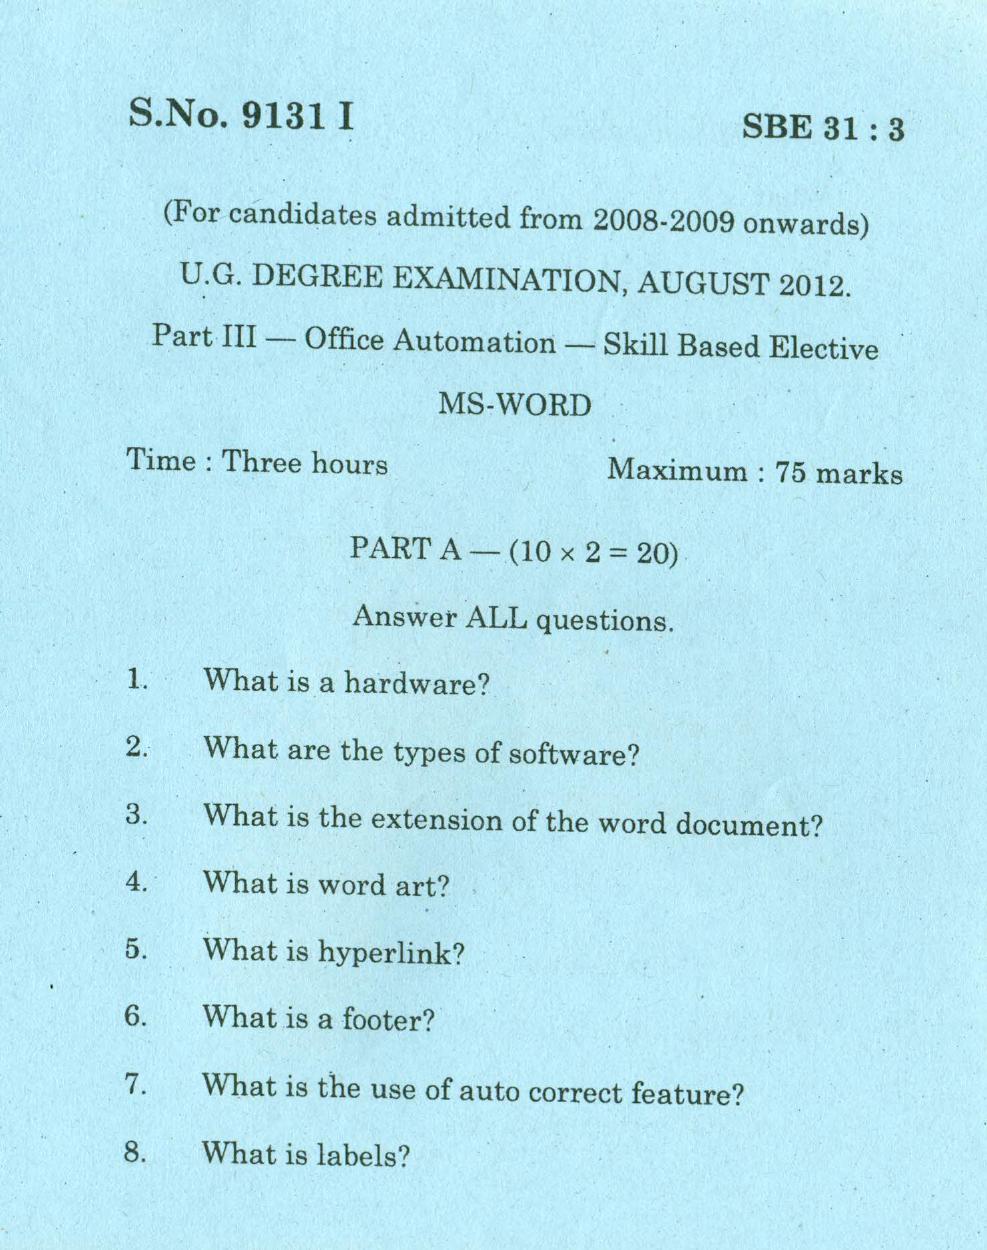 S.No. 9131 I SBE 31 : 3
(For candidates admitted from 2008-2009 onwards)
U.G. DEGREE EXAMINATION, AUGUST 2012.
Part III — Office Automation — Skill Based Elective
MS-WORD
Time : Three hours Maximum : 75 marks
PART A — (10 × 2 = 20)
Answer ALL questions.
1. What is a hardware?
2. What are the types of software?
3. What is the extension of the word document?
4. What is word art?
5. What is hyperlink?
6. What is a footer?
7. What is the use of auto correct feature?
8. What is labels?